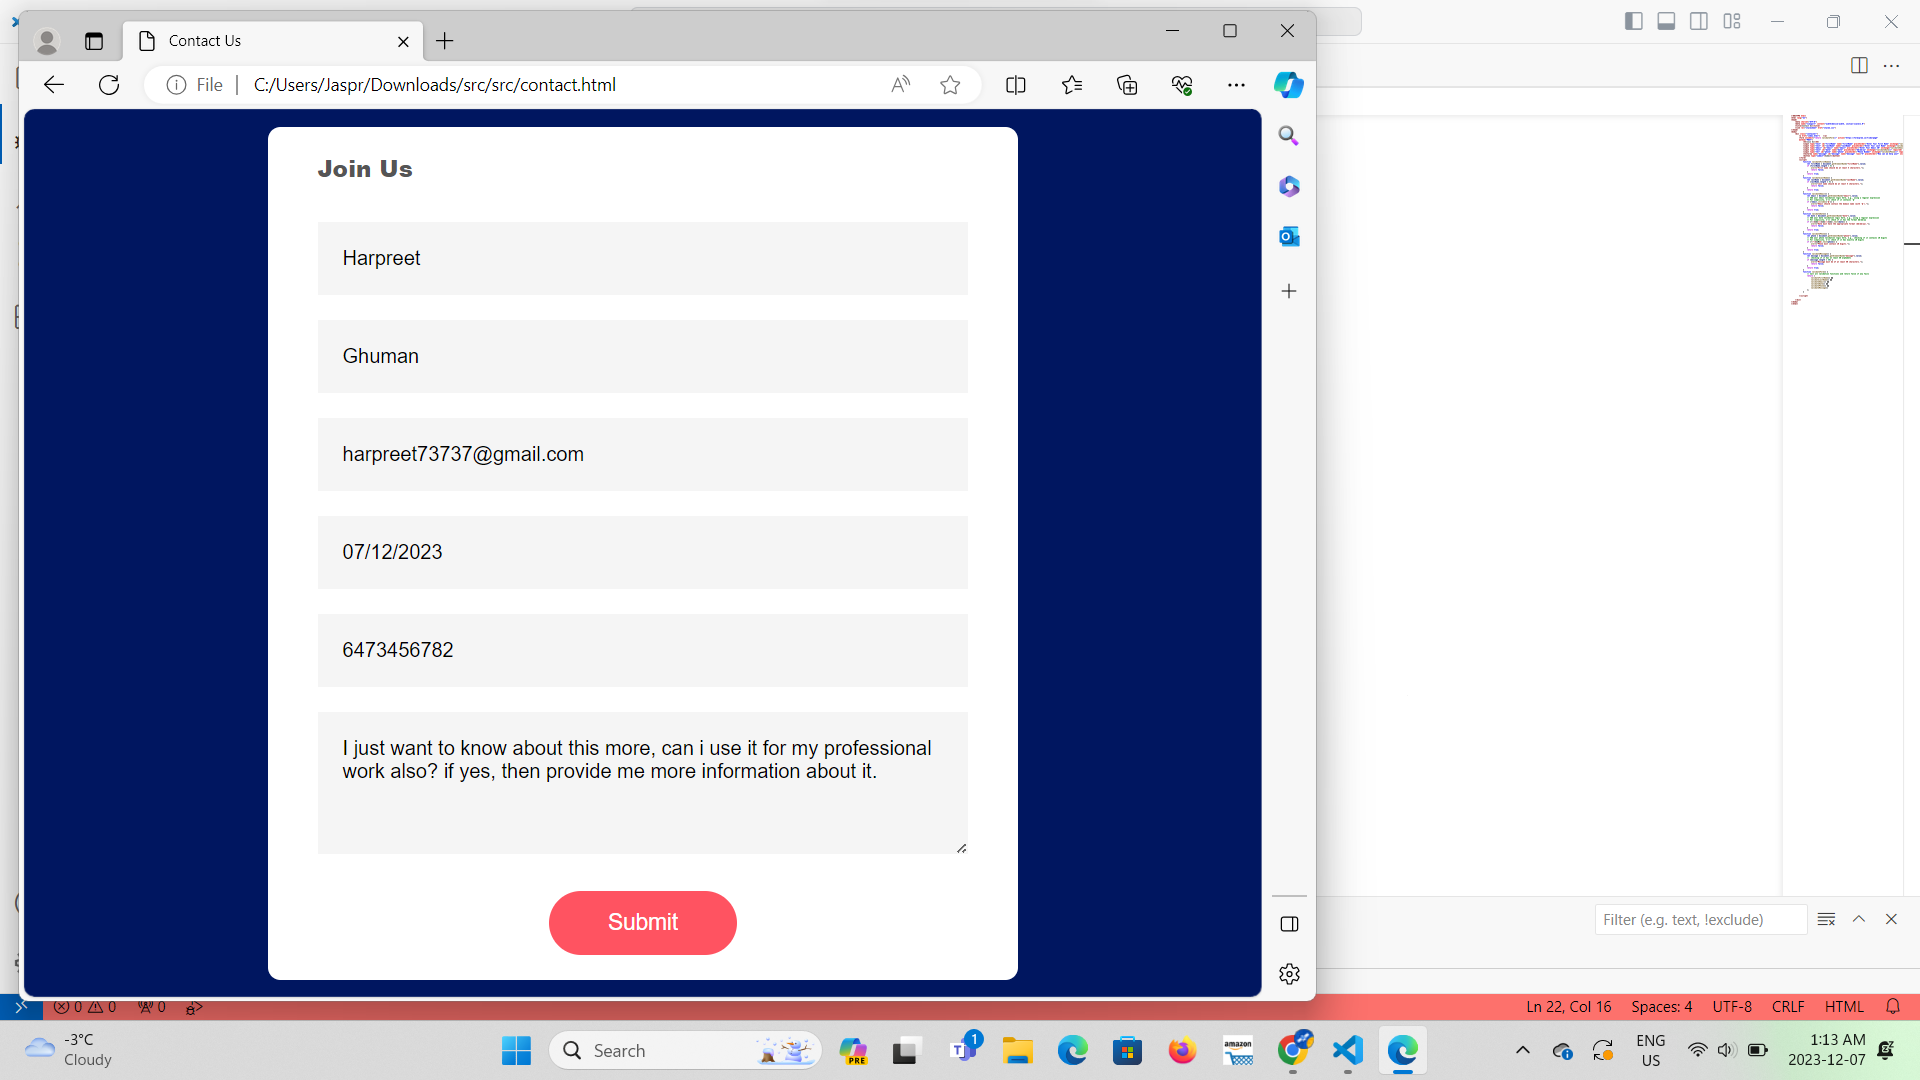 Contact Us
File
C:/Users/Jaspr/Downloads/src/src/contact.html
Join Us
Harpreet
Ghuman
harpreet73737@gmail.com
07/12/2023
6473456782
I just want to know about this more, can i use it for my professional
work also? if yes, then provide me more information about it.
Submit
Filter (e.g. text, !exclude)
0 0 0
Ln 22, Col 16 Spaces: 4 UTF-8 CRLF HTML
-3°C
Cloudy
Search
PRE
1
amazon
ENG
US
1:13 AM
2023-12-07